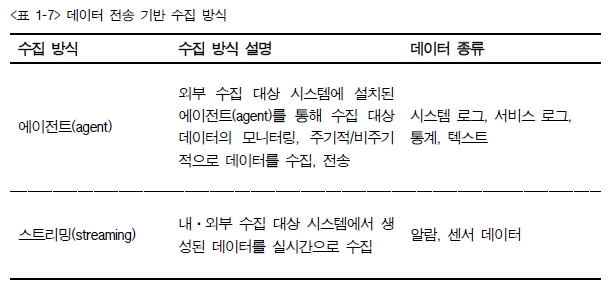 <표 1-7> 데이터 전송 기반 수집 방식
수집 방식 수집 방식 설명 데이터 종류
에이전트(agent)
외부 수집 대상 시스템에 설치된
에이전트(agent)를 통해 수집 대상
데이터의 모니터링, 주기적/비주기
적으로 데이터를 수집, 전송
시스템 로그, 서비스 로그,
통계, 텍스트
스트리밍(streaming)
내・외부 수집 대상 시스템에서 생
성된 데이터를 실시간으로 수집
알람, 센서 데이터